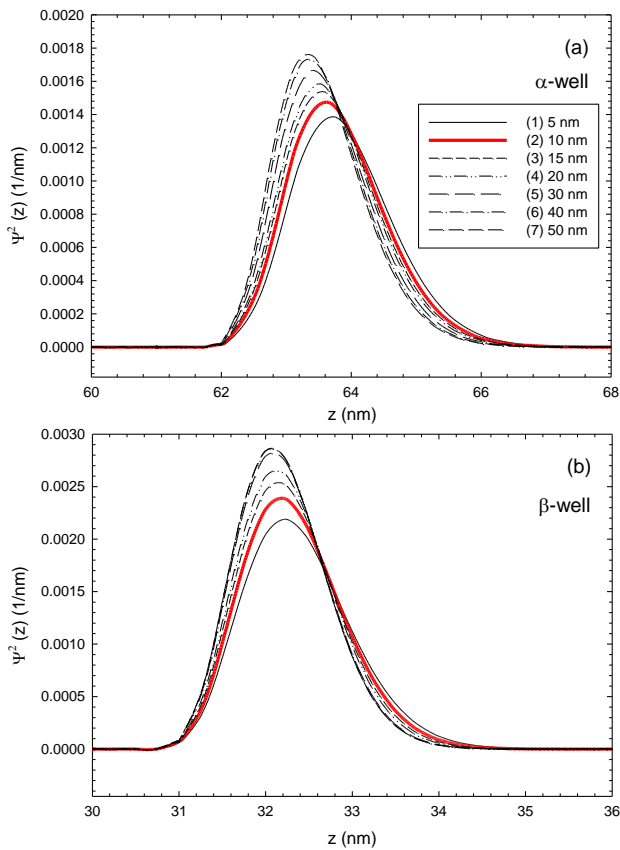 0.0020
0.0018
0.0016
0.0014
0.0012
0.0010
0.0008
0.0006
0.0004
0.0002
0.0000
Ψ² (z) (1/nm)
(a)
α-well
(1) 5 nm
(2) 10 nm
(3) 15 nm
(4) 20 nm
(5) 30 nm
(6) 40 nm
(7) 50 nm
60 62 64 66 68
z (nm)
0.0030
0.0025
0.0020
0.0015
0.0010
0.0005
0.0000
Ψ² (z) (1/nm)
(b)
β-well
30 31 32 33 34 35 36
z (nm)